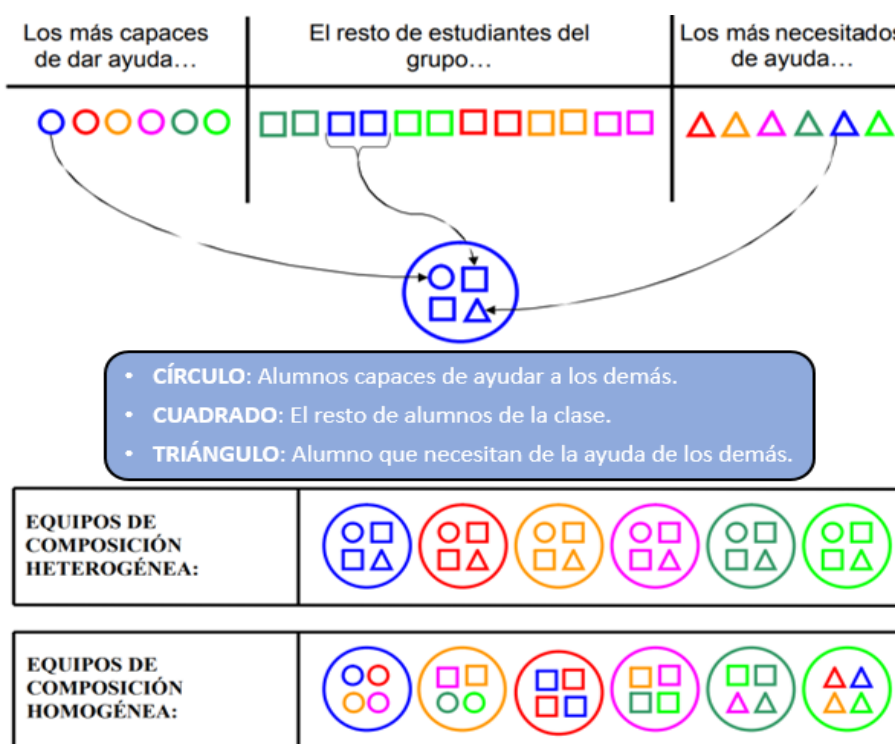 Los más capaces
de dar ayuda…
El resto de estudiantes del
grupo…
Los más necesitados
de ayuda…
• CÍRCULO: Alumnos capaces de ayudar a los demás.
• CUADRADO: El resto de alumnos de la clase.
• TRIÁNGULO: Alumno que necesitan de la ayuda de los demás.
EQUIPOS DE
COMPOSICIÓN
HETEROGÉNEA:
EQUIPOS DE
COMPOSICIÓN
HOMOGÉNEA: